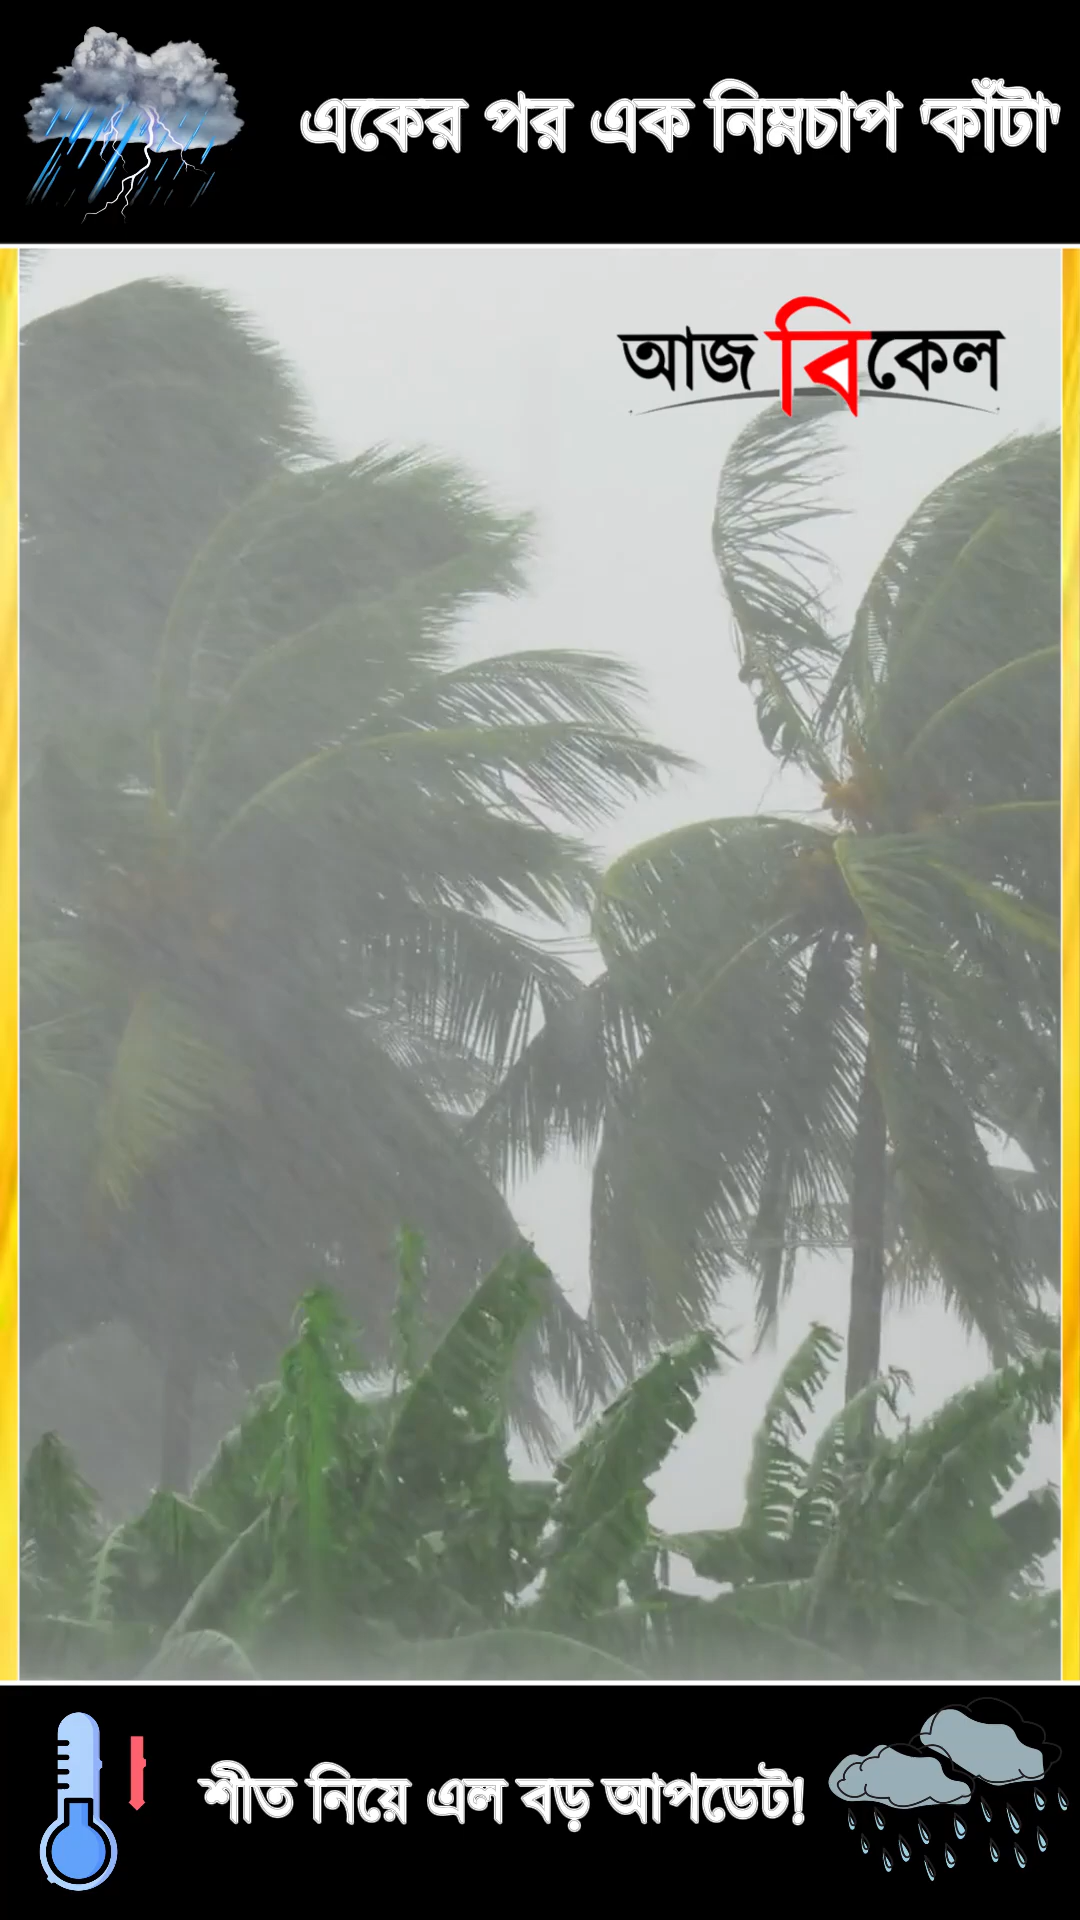 একের পর এক নিম্নচাপ 'কাঁটা'
আজ বিকেল
শীত নিয়ে এল বড় আপডেট!